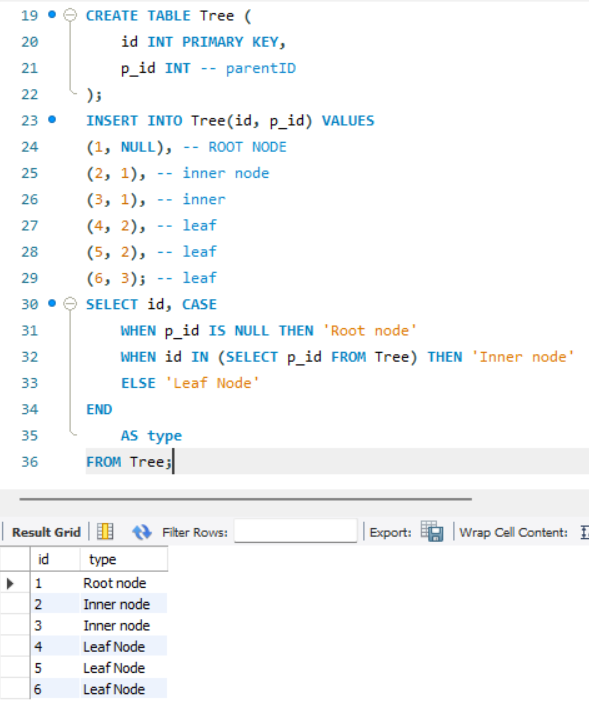 19 CREATE TABLE Tree (
20 id INT PRIMARY KEY,
21 p_id INT -- parentID
22 );
23 INSERT INTO Tree(id, p_id) VALUES
24 (1, NULL), -- ROOT NODE
25 (2, 1), -- inner node
26 (3, 1), -- inner
27 (4, 2), -- leaf
28 (5, 2), -- leaf
29 (6, 3); -- leaf
30 SELECT id, CASE
31 WHEN p_id IS NULL THEN 'Root node'
32 WHEN id IN (SELECT p_id FROM Tree) THEN 'Inner node'
33 ELSE 'Leaf Node'
34 END
35 AS type
36 FROM Tree;
Result Grid Filter Rows: Export: Wrap Cell Content:
id type
1 Root node
2 Inner node
3 Inner node
4 Leaf Node
5 Leaf Node
6 Leaf Node